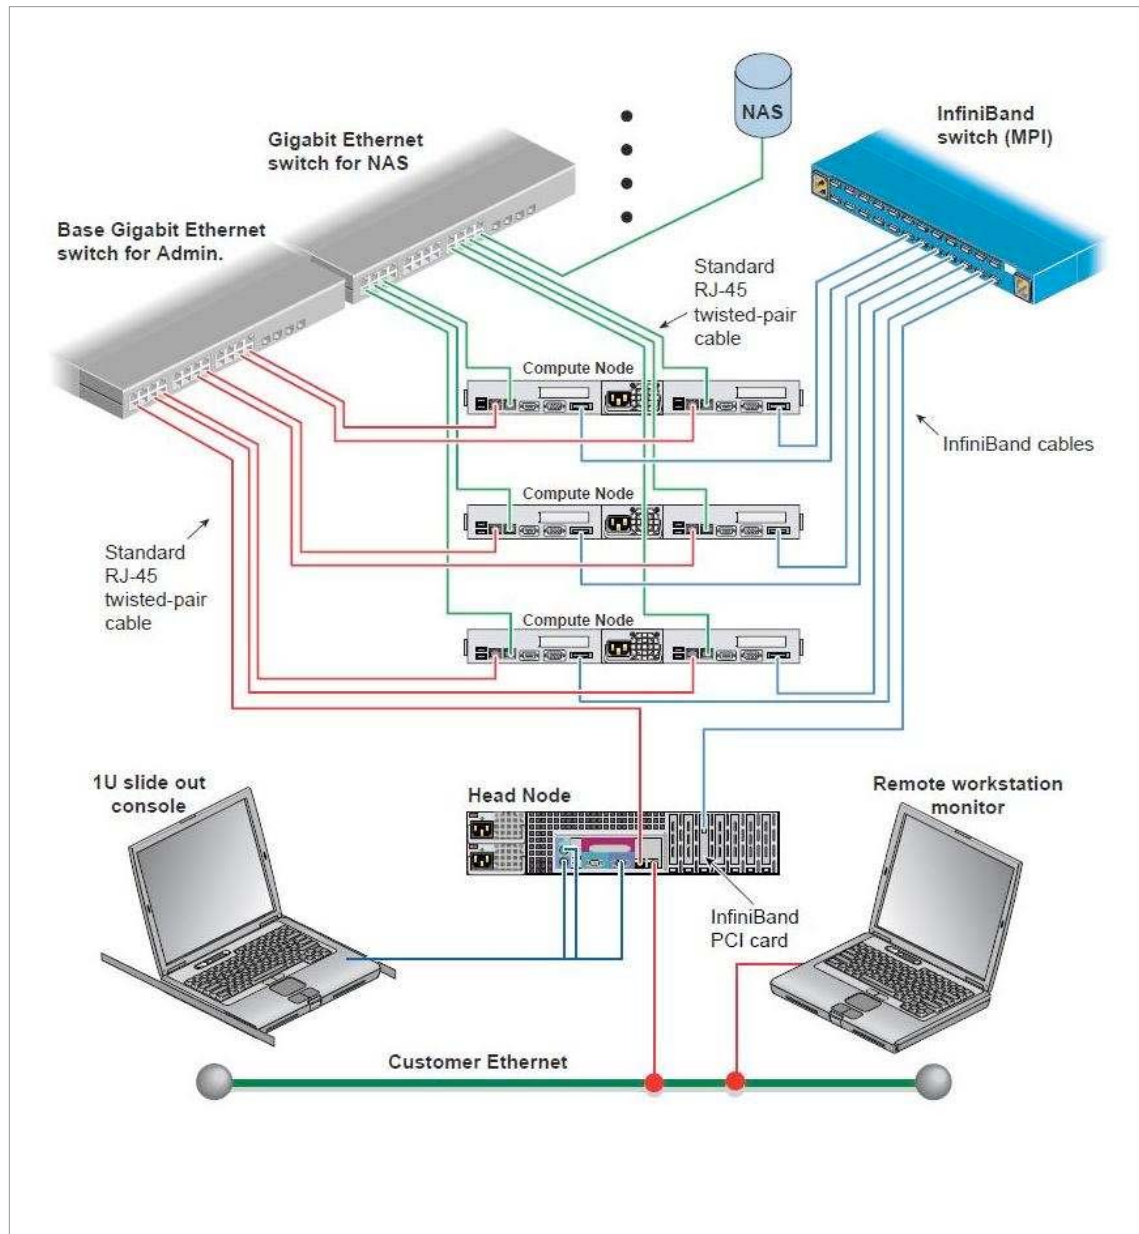 NAS
InfiniBand
switch (MPI)
Gigabit Ethernet
switch for NAS
Base Gigabit Ethernet
switch for Admin.
Standard
RJ-45
twisted-pair
cable
Compute Node
InfiniBand cables
Compute Node
Standard
RJ-45
twisted-pair
cable
Compute Node
1U slide out
console
Head Node
Remote workstation
monitor
InfiniBand
PCI card
Customer Ethernet